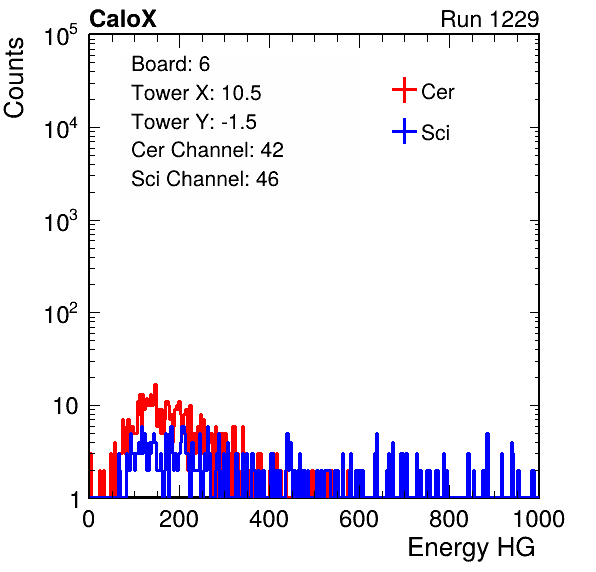 CaloX Run 1229
Counts
Board: 6
Tower X: 10.5
Tower Y: -1.5
Cer Channel: 42
Sci Channel: 46
Cer
Sci
10^5
10^4
10^3
10^2
10
1
0 200 400 600 800 1000
Energy HG